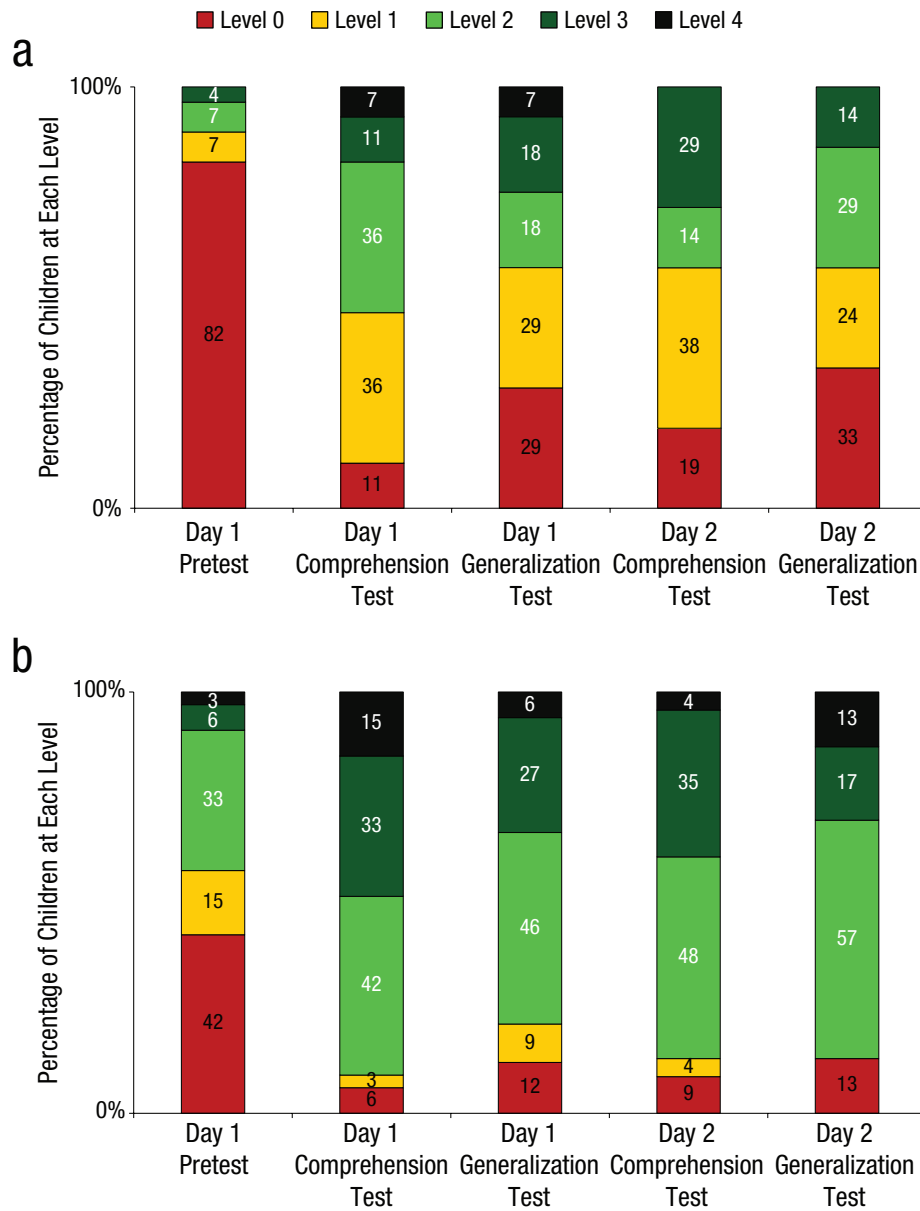 Level 0 Level 1 Level 2 Level 3 Level 4
a
Percentage of Children at Each Level
100%
0%
4
7
7
82
7
11
36
36
11
7
18
18
29
29
29
14
38
19
14
29
24
33
Day 1
Pretest
Day 1
Comprehension
Test
Day 1
Generalization
Test
Day 2
Comprehension
Test
Day 2
Generalization
Test
b
Percentage of Children at Each Level
100%
0%
3
6
33
15
42
15
33
42
3
6
6
27
46
9
12
4
35
48
4
9
13
17
57
13
Day 1
Pretest
Day 1
Comprehension
Test
Day 1
Generalization
Test
Day 2
Comprehension
Test
Day 2
Generalization
Test